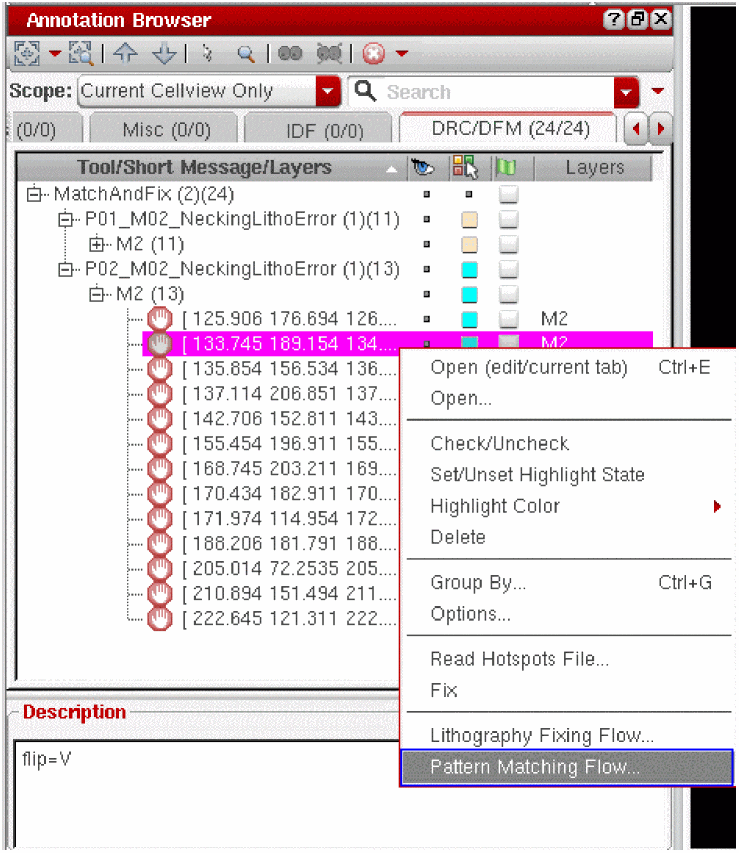 Annotation Browser
Scope: Current Cellview Only Search
(0/0) Misc (0/0) IDF (0/0) DRC/DFM (24/24)
Tool/Short Message/Layers Layers
MatchAndFix (2)(24)
P01_M02_NeckingLithoError (1)(11)
M2 (11)
P02_M02_NeckingLithoError (1)(13)
M2 (13)
[ 125.906 176.694 126.... M2
[ 133.745 189.154 134.... M2
[ 135.854 156.534 136....
[ 137.114 206.851 137....
[ 142.706 152.811 143....
[ 155.454 196.911 155....
[ 168.745 203.211 169....
[ 170.434 182.911 170....
[ 171.974 114.954 172....
[ 188.206 181.791 188....
[ 205.014 72.2535 205....
[ 210.894 151.494 211....
[ 222.645 121.311 222....
Open (edit/current tab) Ctrl+E
Open...
Check/Uncheck
Set/Unset Highlight State
Highlight Color
Delete
Group By... Ctrl+G
Options...
Read Hotspots File...
Fix
Lithography Fixing Flow...
Pattern Matching Flow...
Description
flip=V